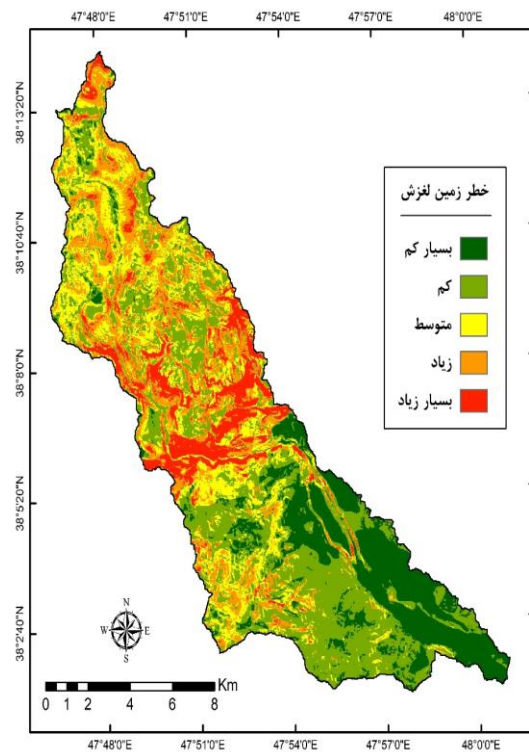 47°48'0"E 47°51'0"E 47°54'0"E 47°57'0"E 48°0'0"E
38°13'20"N
38°10'40"N
38°8'0"N
38°5'20"N
38°2'40"N
خطر زمین لغزش
بسیار کم
کم
متوسط
زیاد
بسیار زیاد
N
W E
S
Km
0 1 2 4 6 8
47°48'0"E 47°51'0"E 47°54'0"E 47°57'0"E 48°0'0"E